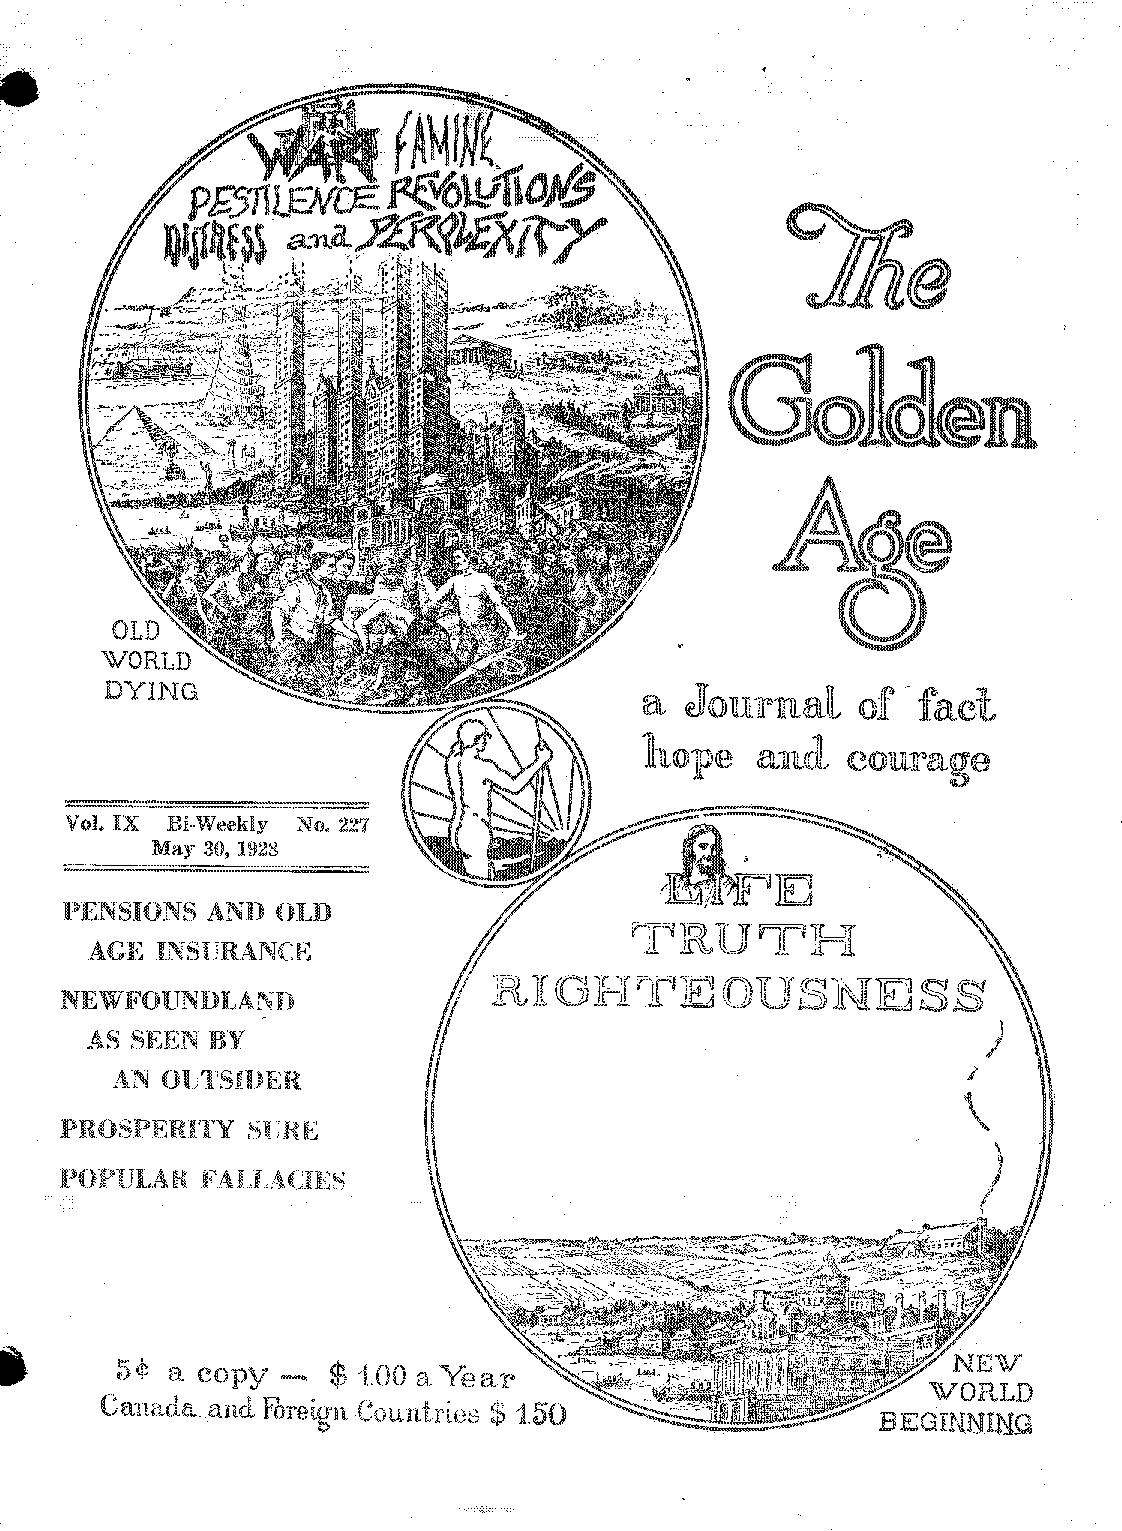 WAR FAMINE
PESTILENCE REVOLUTIONS
DISTRESS and PERPLEXITY
The
Golden
Age
OLD
WORLD
DYING
a Journal of fact
hope and courage
Vol. IX Bi-Weekly No. 227
May 30, 1928
PENSIONS AND OLD
AGE INSURANCE
NEWFOUNDLAND
AS SEEN BY
AN OUTSIDER
PROSPERITY SURE
POPULAR FALLACIES
LIFE
TRUTH
RIGHTEOUSNESS
5¢ a copy — $ 1.00 a Year
Canada and Foreign Countries $ 1.50
NEW
WORLD
BEGINNING